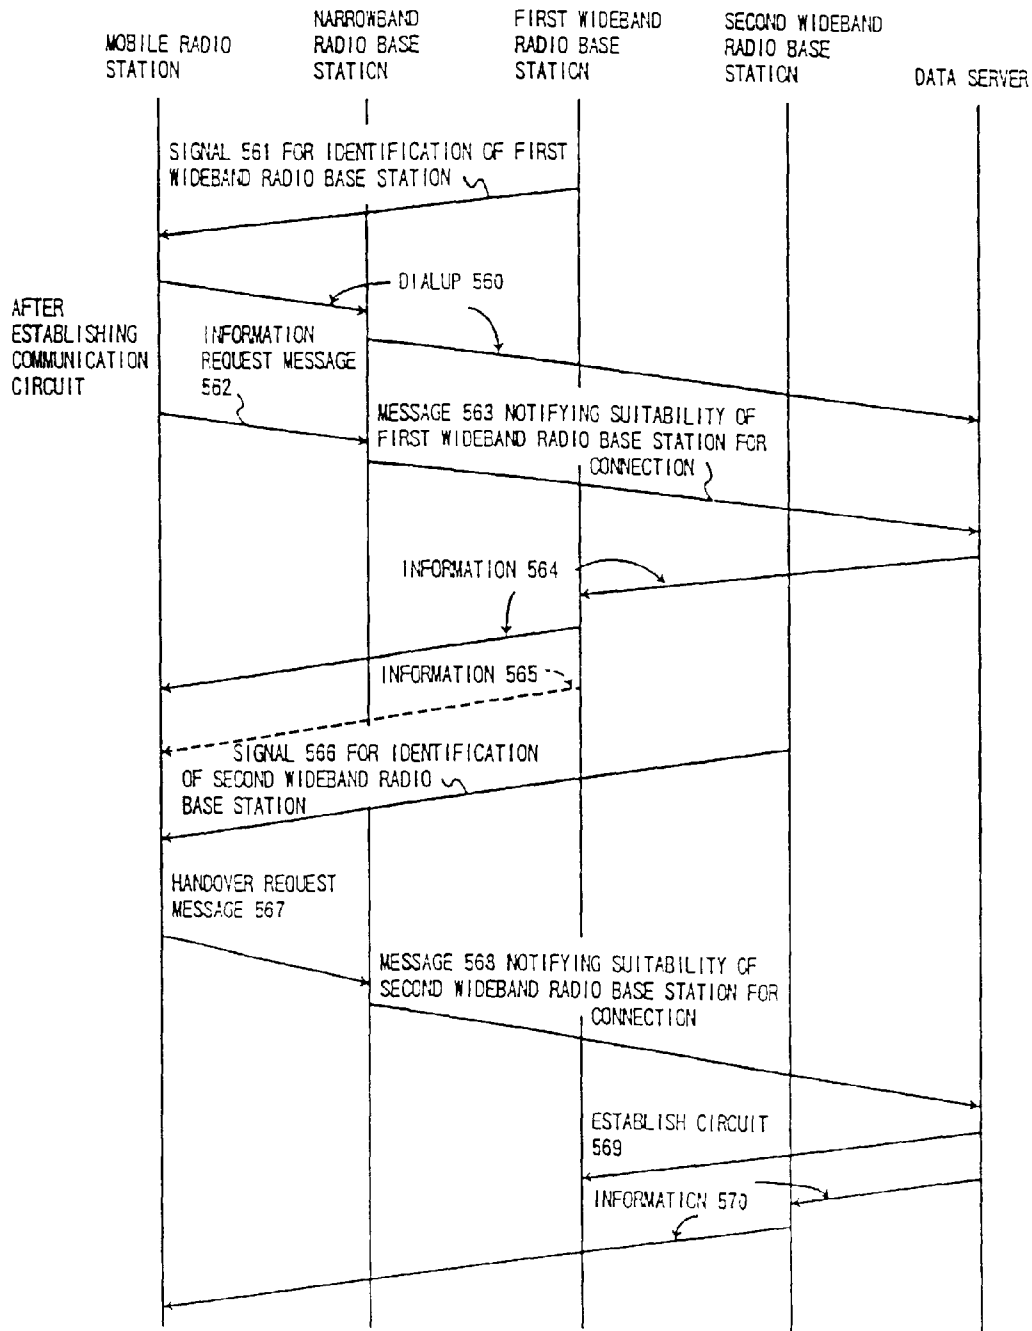 MOBILE RADIO
STATION
NARROWBAND
RADIO BASE
STATION
FIRST WIDEBAND
RADIO BASE
STATION
SECOND WIDEBAND
RADIO BASE
STATION
DATA SERVER
SIGNAL 561 FOR IDENTIFICATION OF FIRST
WIDEBAND RADIO BASE STATION
DIALUP 560
AFTER
ESTABLISHING
COMMUNICATION
CIRCUIT
INFORMATION
REQUEST MESSAGE
562
MESSAGE 563 NOTIFYING SUITABILITY OF
FIRST WIDEBAND RADIO BASE STATION FOR
CONNECTION
INFORMATION 564
INFORMATION 565
SIGNAL 566 FOR IDENTIFICATION
OF SECOND WIDEBAND RADIO
BASE STATION
HANDOVER REQUEST
MESSAGE 567
MESSAGE 568 NOTIFYING SUITABILITY OF
SECOND WIDEBAND RADIO BASE STATION FOR
CONNECTION
ESTABLISH CIRCUIT
569
INFORMATION 570